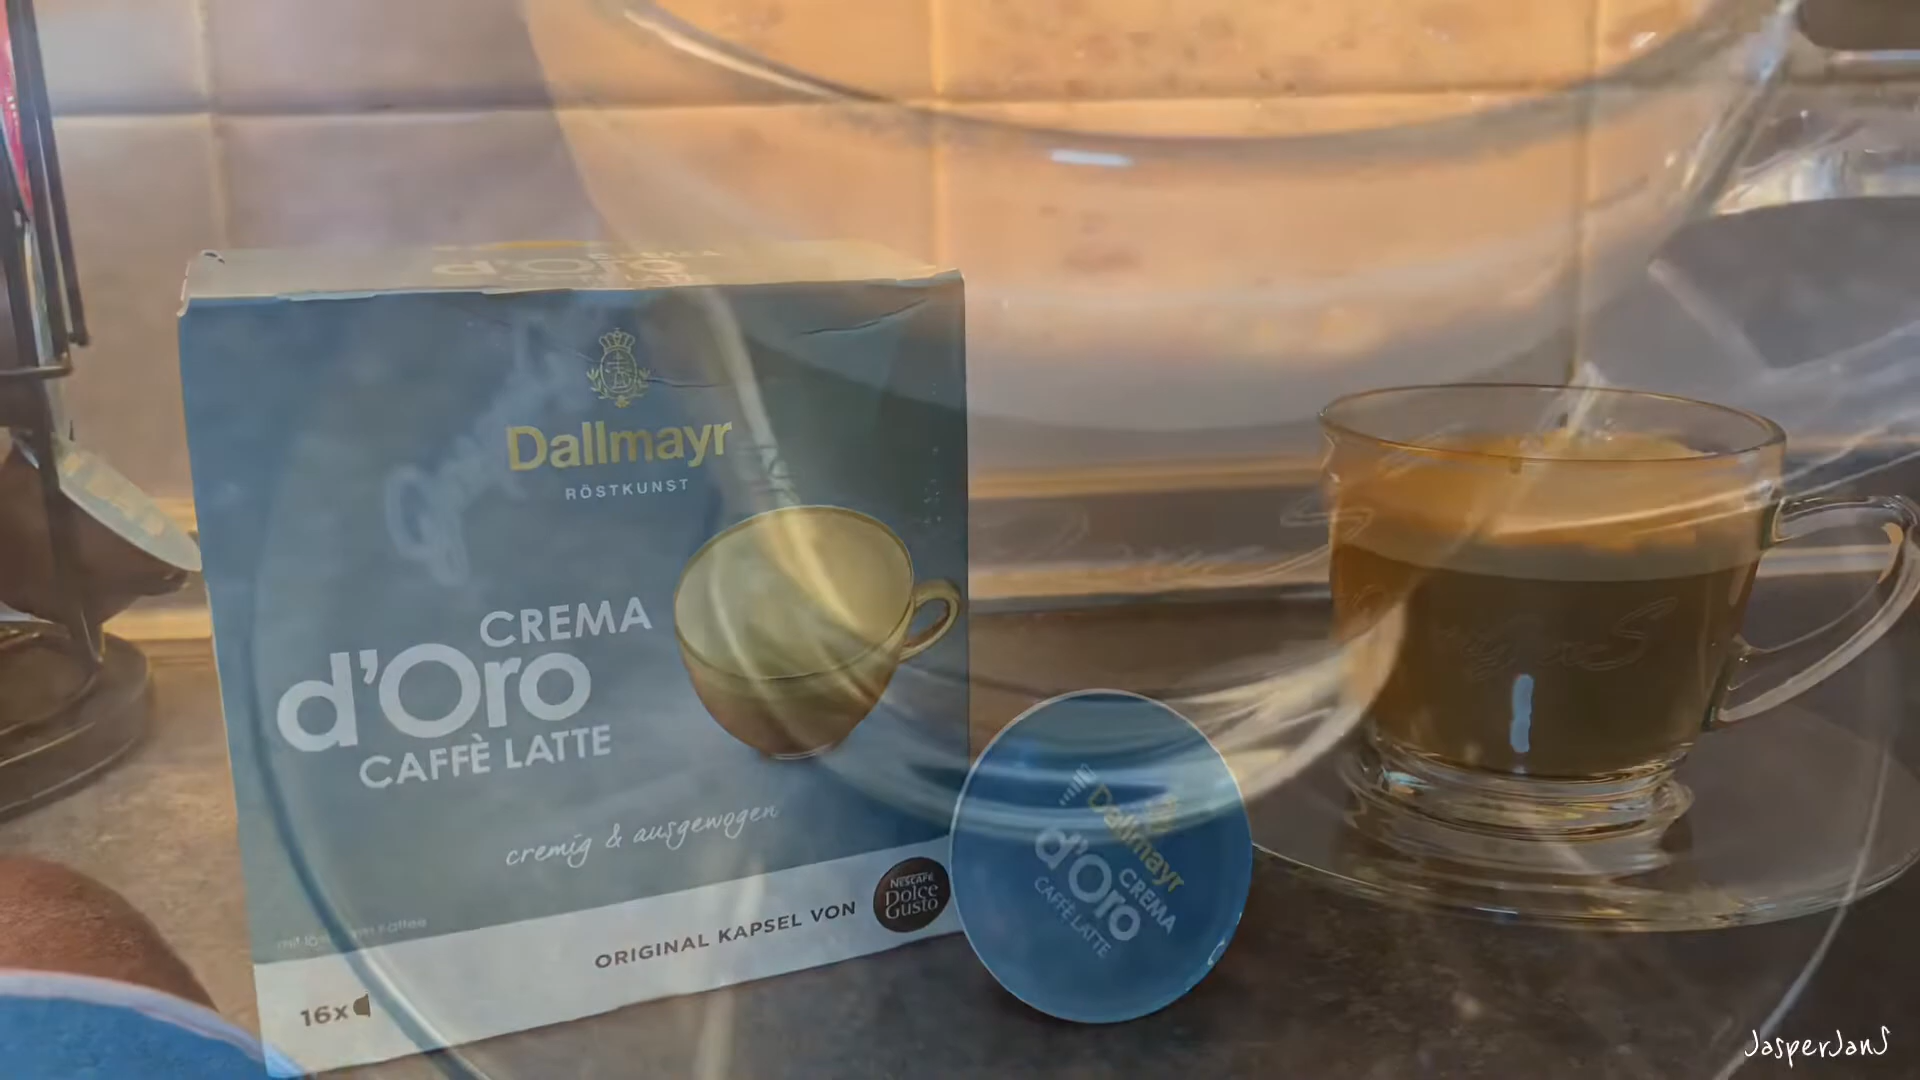 Dallmayr
RÖSTKUNST
CREMA
d'Oro
CAFFÈ LATTE
cremig & ausgewogen
NESCAFÉ
Dolce
Gusto
ORIGINAL KAPSEL VON
16x
Dallmayr
CREMA
d'Oro
CAFFÈ LATTE
JasperJanS